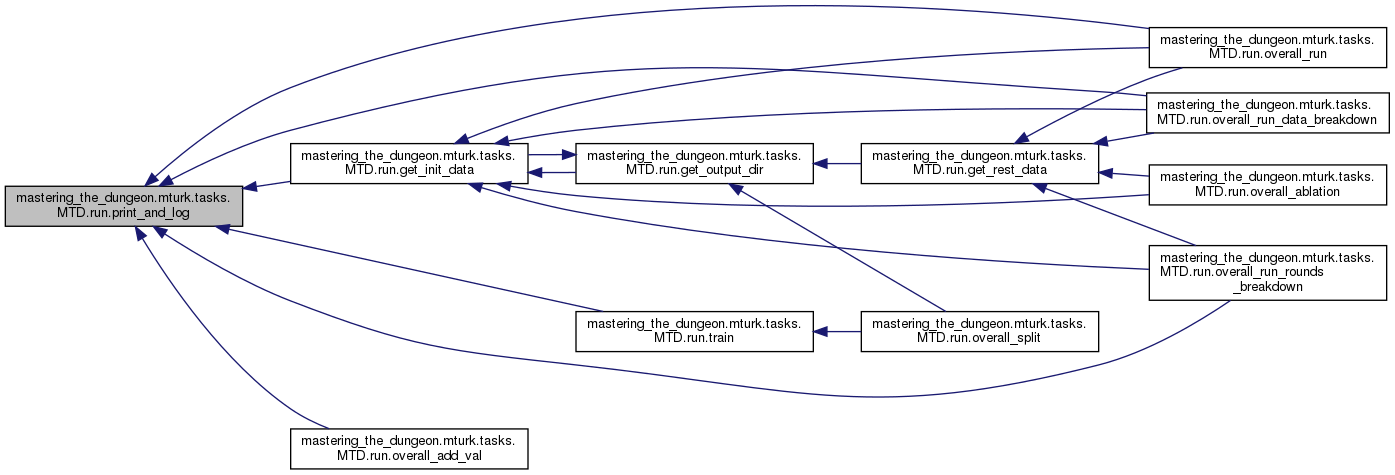 mastering_the_dungeon.mturk.tasks.
MTD.run.print_and_log
mastering_the_dungeon.mturk.tasks.
MTD.run.get_init_data
mastering_the_dungeon.mturk.tasks.
MTD.run.get_output_dir
mastering_the_dungeon.mturk.tasks.
MTD.run.get_rest_data
mastering_the_dungeon.mturk.tasks.
MTD.run.overall_run
mastering_the_dungeon.mturk.tasks.
MTD.run.overall_run_data_breakdown
mastering_the_dungeon.mturk.tasks.
MTD.run.overall_ablation
mastering_the_dungeon.mturk.tasks.
MTD.run.overall_run_rounds
_breakdown
mastering_the_dungeon.mturk.tasks.
MTD.run.train
mastering_the_dungeon.mturk.tasks.
MTD.run.overall_split
mastering_the_dungeon.mturk.tasks.
MTD.run.overall_add_val